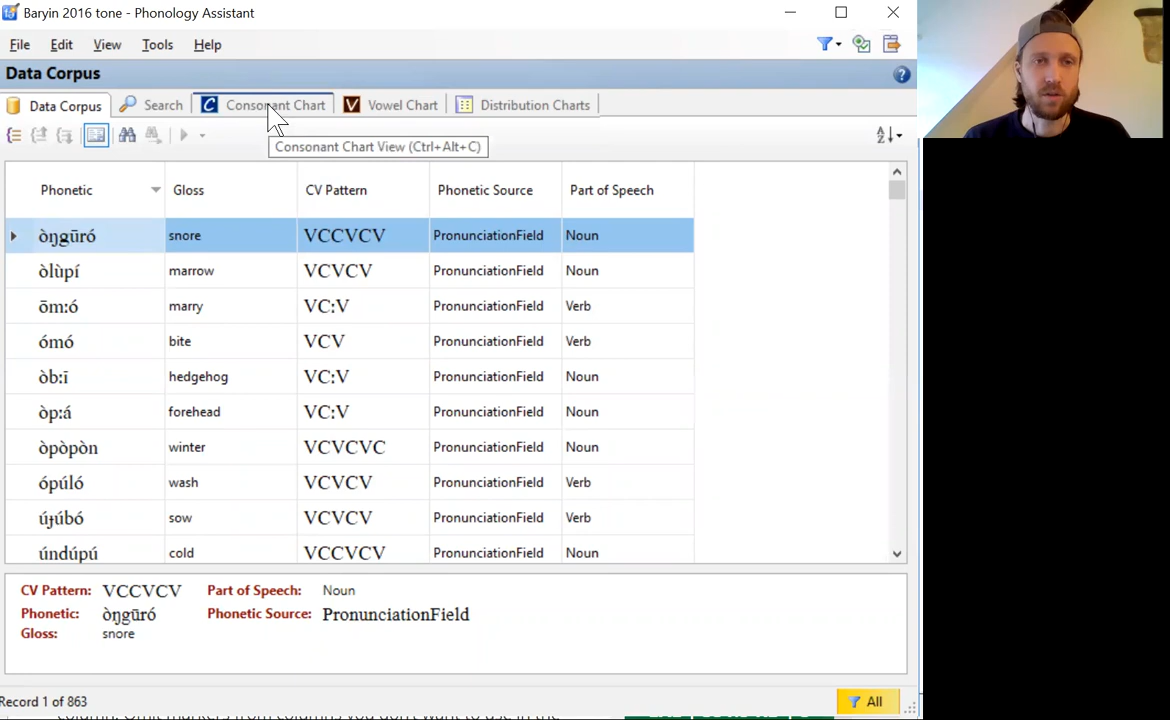 Baryin 2016 tone - Phonology Assistant
File Edit View Tools Help
Data Corpus
Data Corpus Search Consonant Chart Vowel Chart Distribution Charts
Consonant Chart View (Ctrl+Alt+C)
Phonetic Gloss CV Pattern Phonetic Source Part of Speech
òŋgūró snore VCCVCV PronunciationField Noun
òlùpí marrow VCVCV PronunciationField Noun
ōm:ó marry VC:V PronunciationField Verb
ómó bite VCV PronunciationField Verb
òb:ī hedgehog VC:V PronunciationField Noun
òp:á forehead VC:V PronunciationField Noun
òpòpòn winter VCVCVC PronunciationField Noun
ópúló wash VCVCV PronunciationField Verb
úɟúbó sow VCVCV PronunciationField Verb
úndúpú cold VCCVCV PronunciationField Noun
CV Pattern: VCCVCV Part of Speech: Noun
Phonetic: òŋgūró Phonetic Source: PronunciationField
Gloss: snore
Record 1 of 863 All